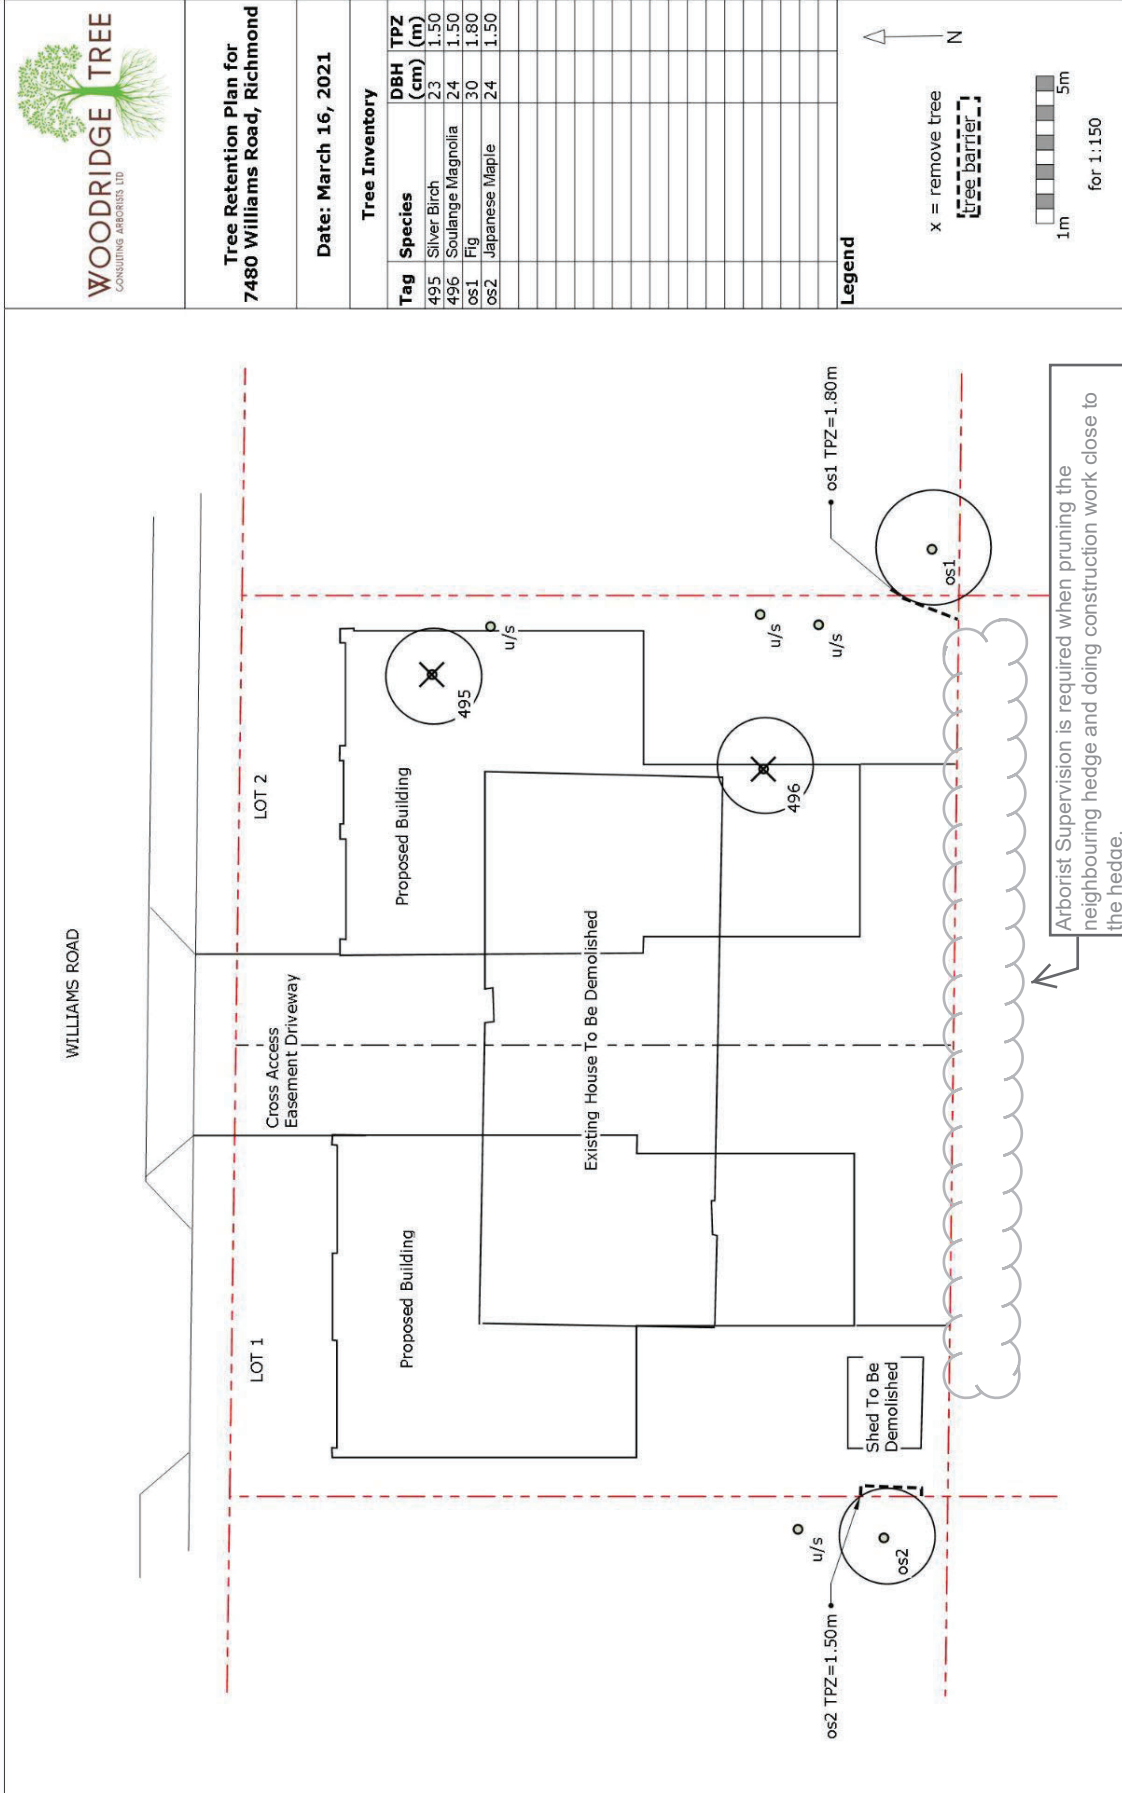 WOODRIDGE TREE
CONSULTING ARBORISTS LTD
Tree Retention Plan for
7480 Williams Road, Richmond
Date: March 16, 2021
Tree Inventory
Tag Species DBH (cm) TPZ (m)
495 Silver Birch 23 1.50
496 Soulange Magnolia 24 1.50
os1 Fig 30 1.80
os2 Japanese Maple 24 1.50
Legend
N
x = remove tree
tree barrier
1m 5m
for 1:150
WILLIAMS ROAD
LOT 1
LOT 2
Cross Access
Easement Driveway
Proposed Building
Proposed Building
495
u/s
Existing House To Be Demolished
496
u/s
u/s
os1 TPZ=1.80m
os1
Shed To Be
Demolished
u/s
os2
os2 TPZ=1.50m
Arborist Supervision is required when pruning the
neighbouring hedge and doing construction work close to
the hedge.